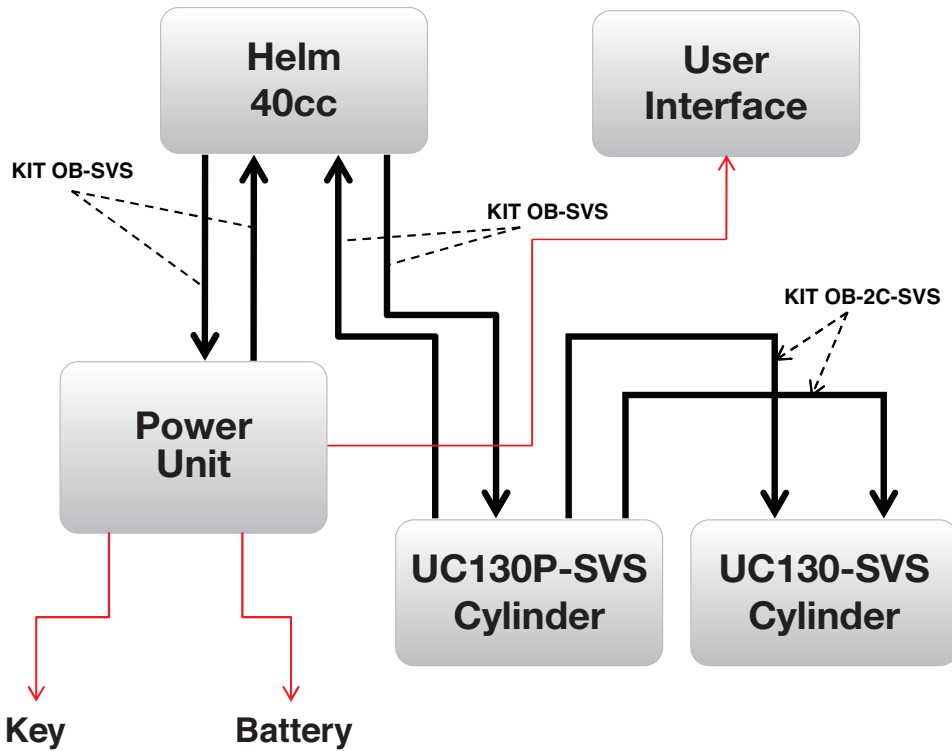 Helm
40cc
User
Interface
KIT OB-SVS
KIT OB-SVS
KIT OB-2C-SVS
Power
Unit
UC130P-SVS
Cylinder
UC130-SVS
Cylinder
Key
Battery